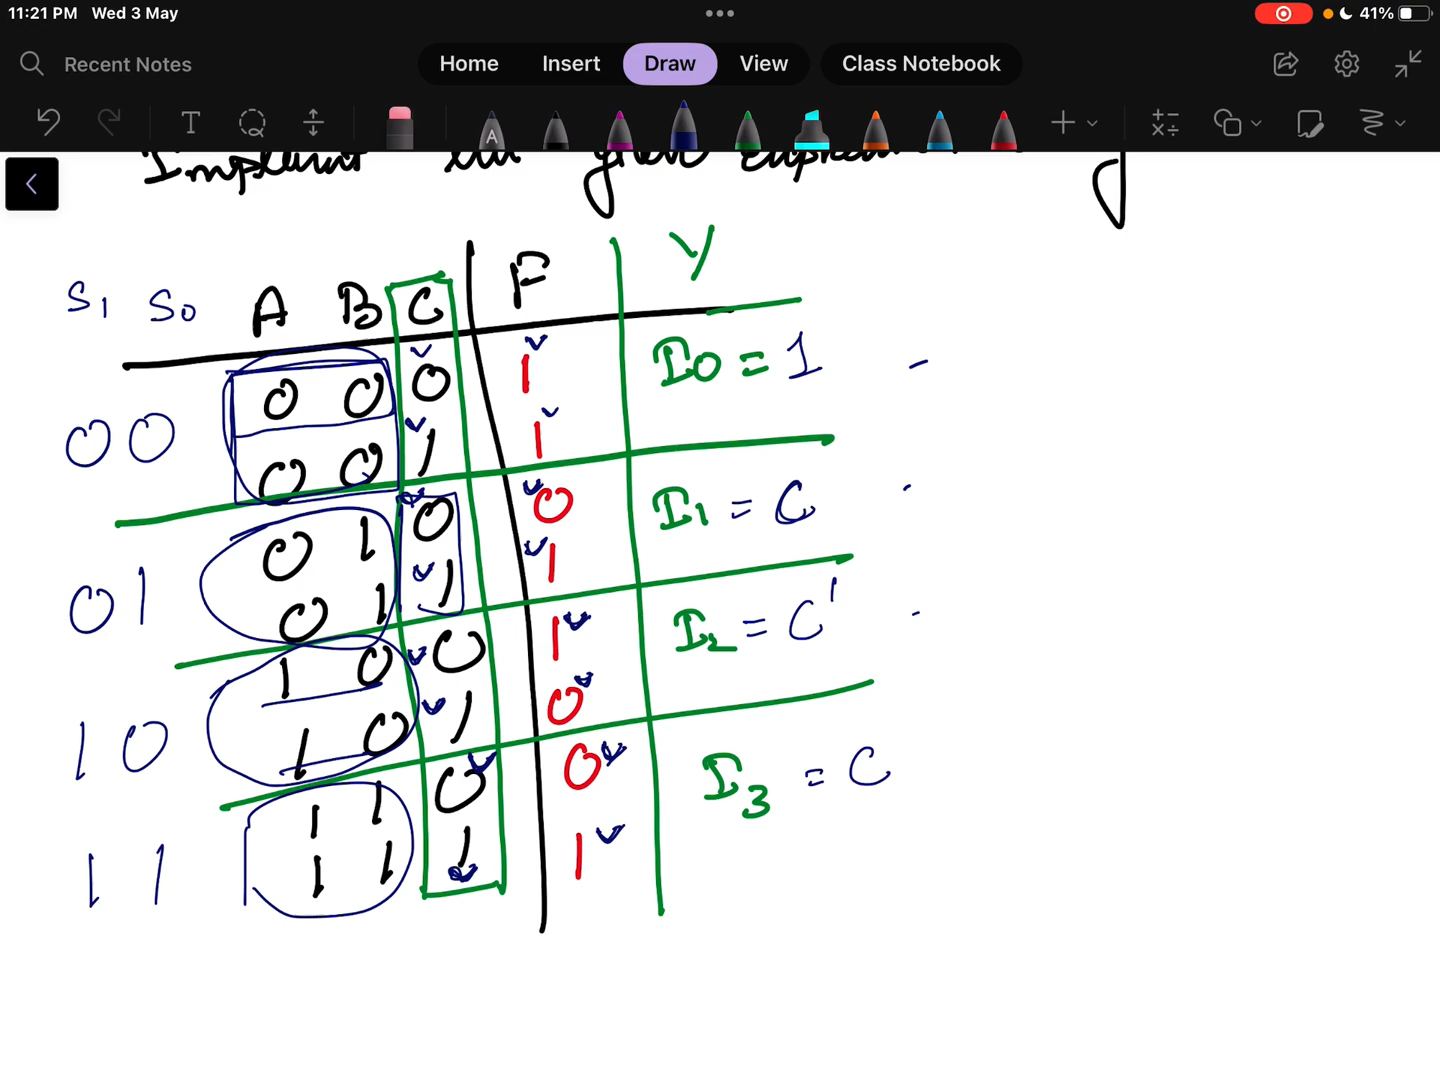 11:21 PM Wed 3 May
41%
Recent Notes
Home Insert Draw View Class Notebook
T A
S1 S0 A B C F Y
0 0 0 1 I0 = 1
0 0
0 0 1 1
0 1 0 0 I1 = C
0 1
0 1 1 1
1 0 0 1 I2 = C'
1 0
1 0 1 0
1 1 0 0 I3 = C
1 1
1 1 1 1